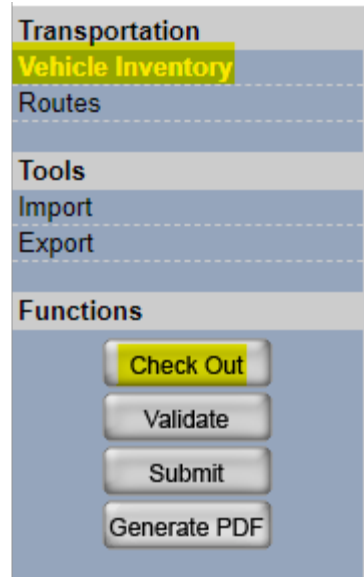 Transportation
Vehicle Inventory
Routes
Tools
Import
Export
Functions
Check Out
Validate
Submit
Generate PDF